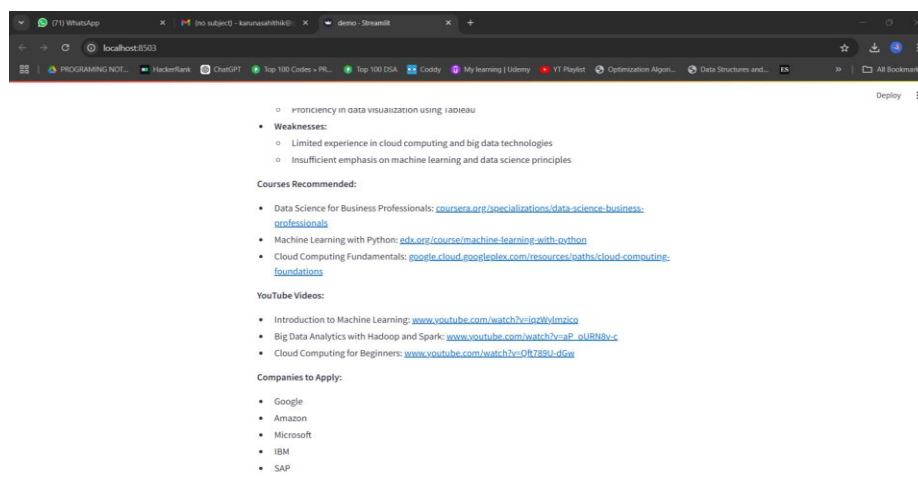 (71) WhatsApp
(no subject) - karunasahithik@
demo · Streamlit
localhost:8503
PROGRAMING NOT...
HackerRank
ChatGPT
Top 100 Codes » PR...
Top 100 DSA
Coddy
My learning | Udemy
YT Playlist
Optimization Algori...
Data Structures and...
ES
»
All Bookmark
Deploy
Proficiency in data visualization using Tableau
Weaknesses:
Limited experience in cloud computing and big data technologies
Insufficient emphasis on machine learning and data science principles
Courses Recommended:
Data Science for Business Professionals: coursera.org/specializations/data-science-business-
professionals
Machine Learning with Python: edx.org/course/machine-learning-with-python
Cloud Computing Fundamentals: google.cloud.googleplex.com/resources/paths/cloud-computing-
foundations
YouTube Videos:
Introduction to Machine Learning: www.youtube.com/watch?v=iqzWylmzico
Big Data Analytics with Hadoop and Spark: www.youtube.com/watch?v=aP_oURN8v-c
Cloud Computing for Beginners: www.youtube.com/watch?v=Qft789U-dGw
Companies to Apply:
Google
Amazon
Microsoft
IBM
SAP